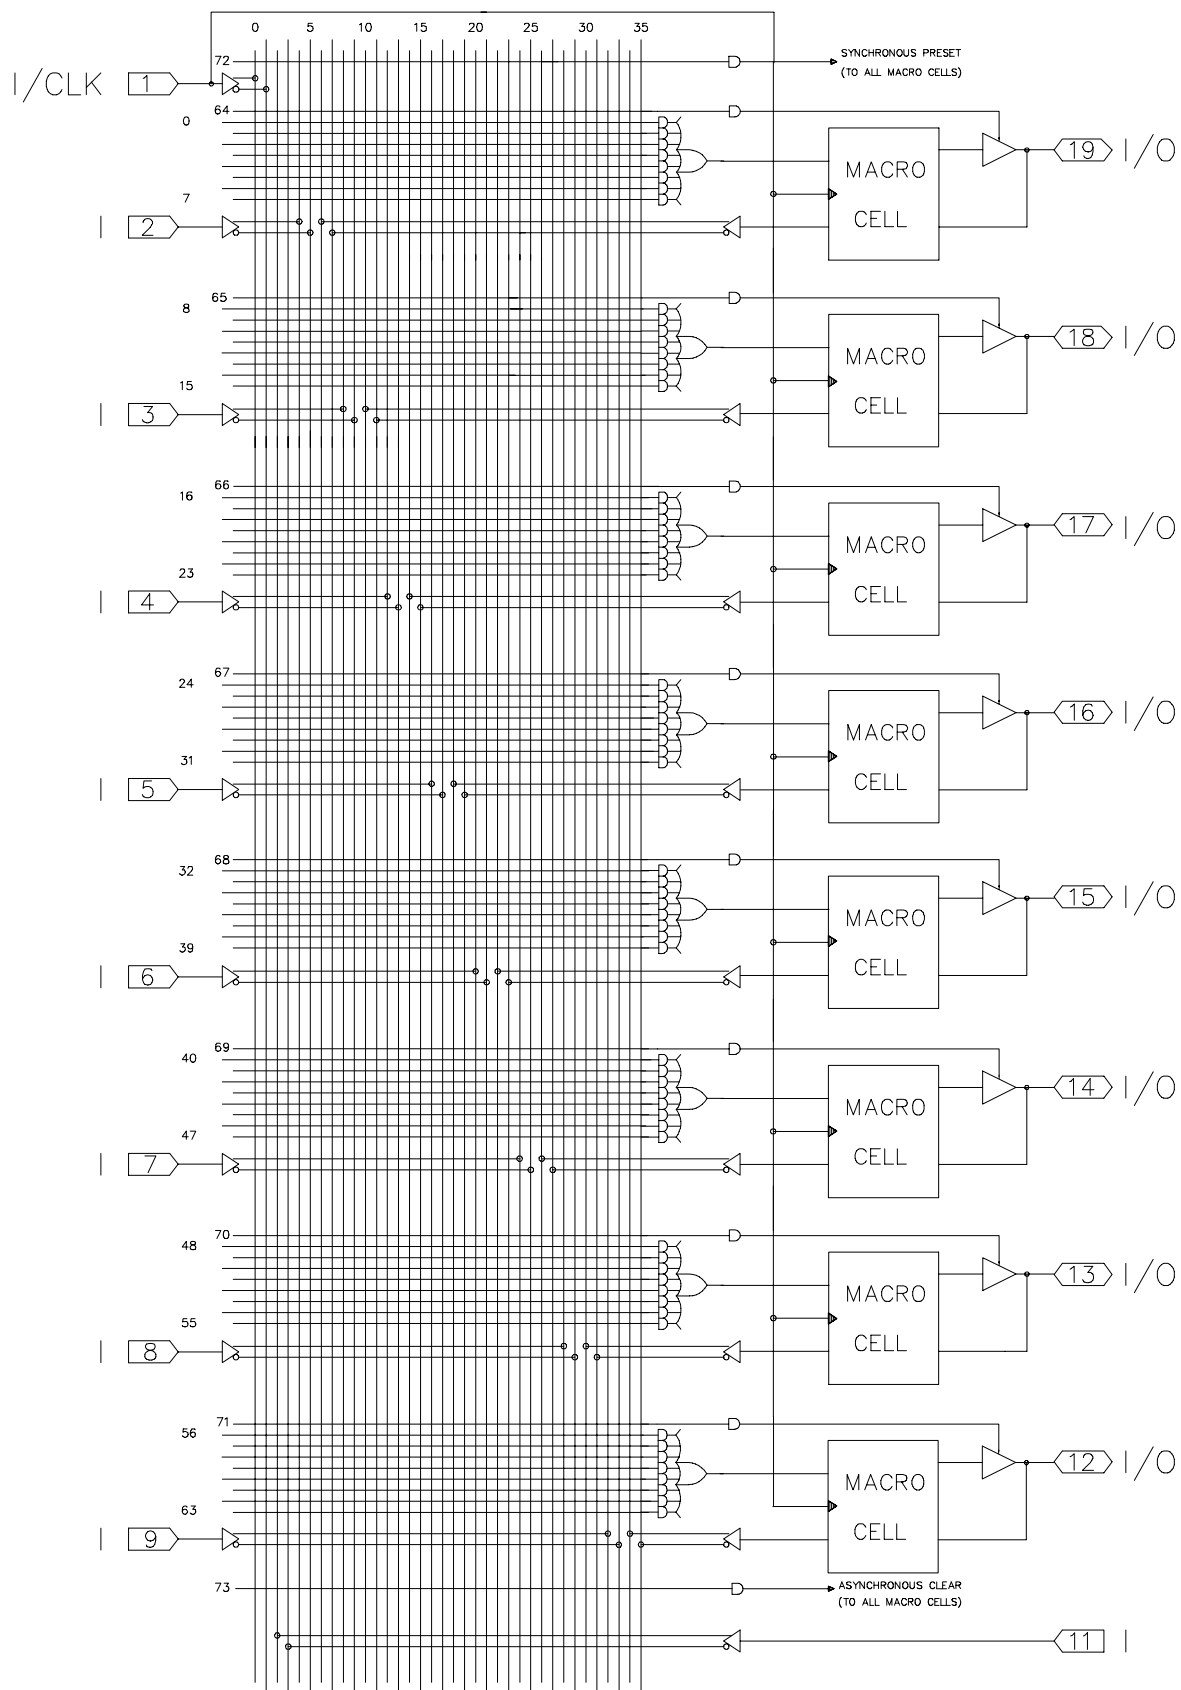 0 5 10 15 20 25 30 35
72
SYNCHRONOUS PRESET
(TO ALL MACRO CELLS)
I/CLK 1
64
0
19 I/O
MACRO
CELL
7
I 2
65
8
18 I/O
MACRO
CELL
15
I 3
66
16
17 I/O
MACRO
CELL
23
I 4
67
24
16 I/O
MACRO
CELL
31
I 5
68
32
15 I/O
MACRO
CELL
39
I 6
69
40
14 I/O
MACRO
CELL
47
I 7
70
48
13 I/O
MACRO
CELL
55
I 8
71
56
12 I/O
MACRO
CELL
63
I 9
73
ASYNCHRONOUS CLEAR
(TO ALL MACRO CELLS)
11 I